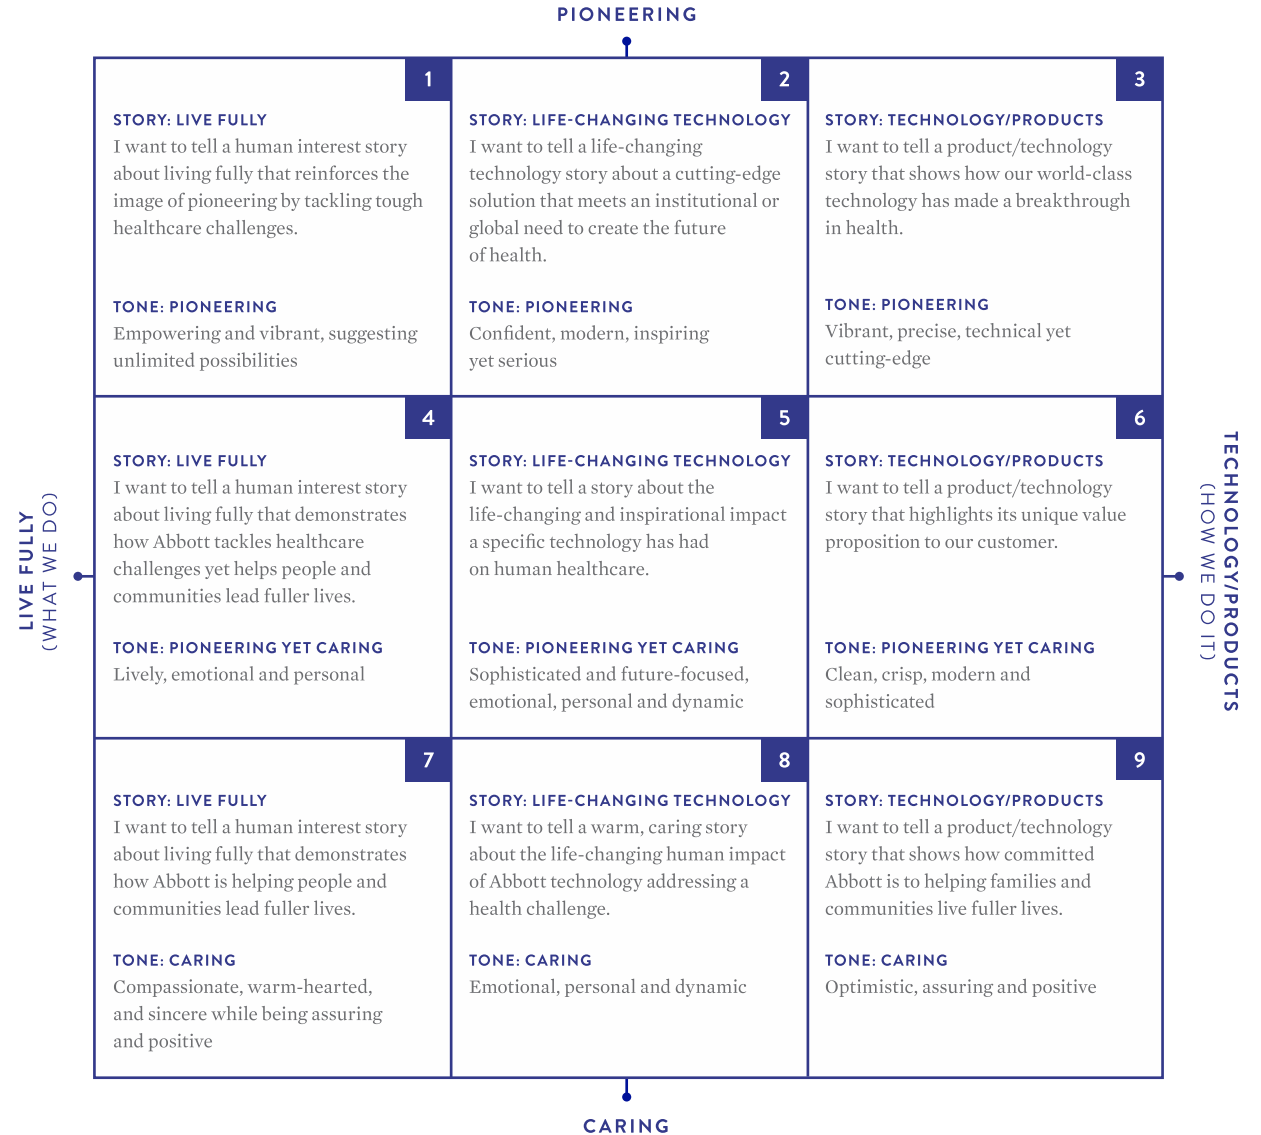 PIONEERING
1
STORY: LIVE FULLY
I want to tell a human interest story
about living fully that reinforces the
image of pioneering by tackling tough
healthcare challenges.
TONE: PIONEERING
Empowering and vibrant, suggesting
unlimited possibilities
2
STORY: LIFE-CHANGING TECHNOLOGY
I want to tell a life-changing
technology story about a cutting-edge
solution that meets an institutional or
global need to create the future
of health.
TONE: PIONEERING
Confident, modern, inspiring
yet serious
3
STORY: TECHNOLOGY/PRODUCTS
I want to tell a product/technology
story that shows how our world-class
technology has made a breakthrough
in health.
TONE: PIONEERING
Vibrant, precise, technical yet
cutting-edge
LIVE FULLY
(WHAT WE DO)
4
STORY: LIVE FULLY
I want to tell a human interest story
about living fully that demonstrates
how Abbott tackles healthcare
challenges yet helps people and
communities lead fuller lives.
TONE: PIONEERING YET CARING
Lively, emotional and personal
5
STORY: LIFE-CHANGING TECHNOLOGY
I want to tell a story about the
life-changing and inspirational impact
a specific technology has had
on human healthcare.
TONE: PIONEERING YET CARING
Sophisticated and future-focused,
emotional, personal and dynamic
6
STORY: TECHNOLOGY/PRODUCTS
I want to tell a product/technology
story that highlights its unique value
proposition to our customer.
TONE: PIONEERING YET CARING
Clean, crisp, modern and
sophisticated
TECHNOLOGY/PRODUCTS
(HOW WE DO IT)
7
STORY: LIVE FULLY
I want to tell a human interest story
about living fully that demonstrates
how Abbott is helping people and
communities lead fuller lives.
TONE: CARING
Compassionate, warm-hearted,
and sincere while being assuring
and positive
8
STORY: LIFE-CHANGING TECHNOLOGY
I want to tell a warm, caring story
about the life-changing human impact
of Abbott technology addressing a
health challenge.
TONE: CARING
Emotional, personal and dynamic
9
STORY: TECHNOLOGY/PRODUCTS
I want to tell a product/technology
story that shows how committed
Abbott is to helping families and
communities live fuller lives.
TONE: CARING
Optimistic, assuring and positive
CARING